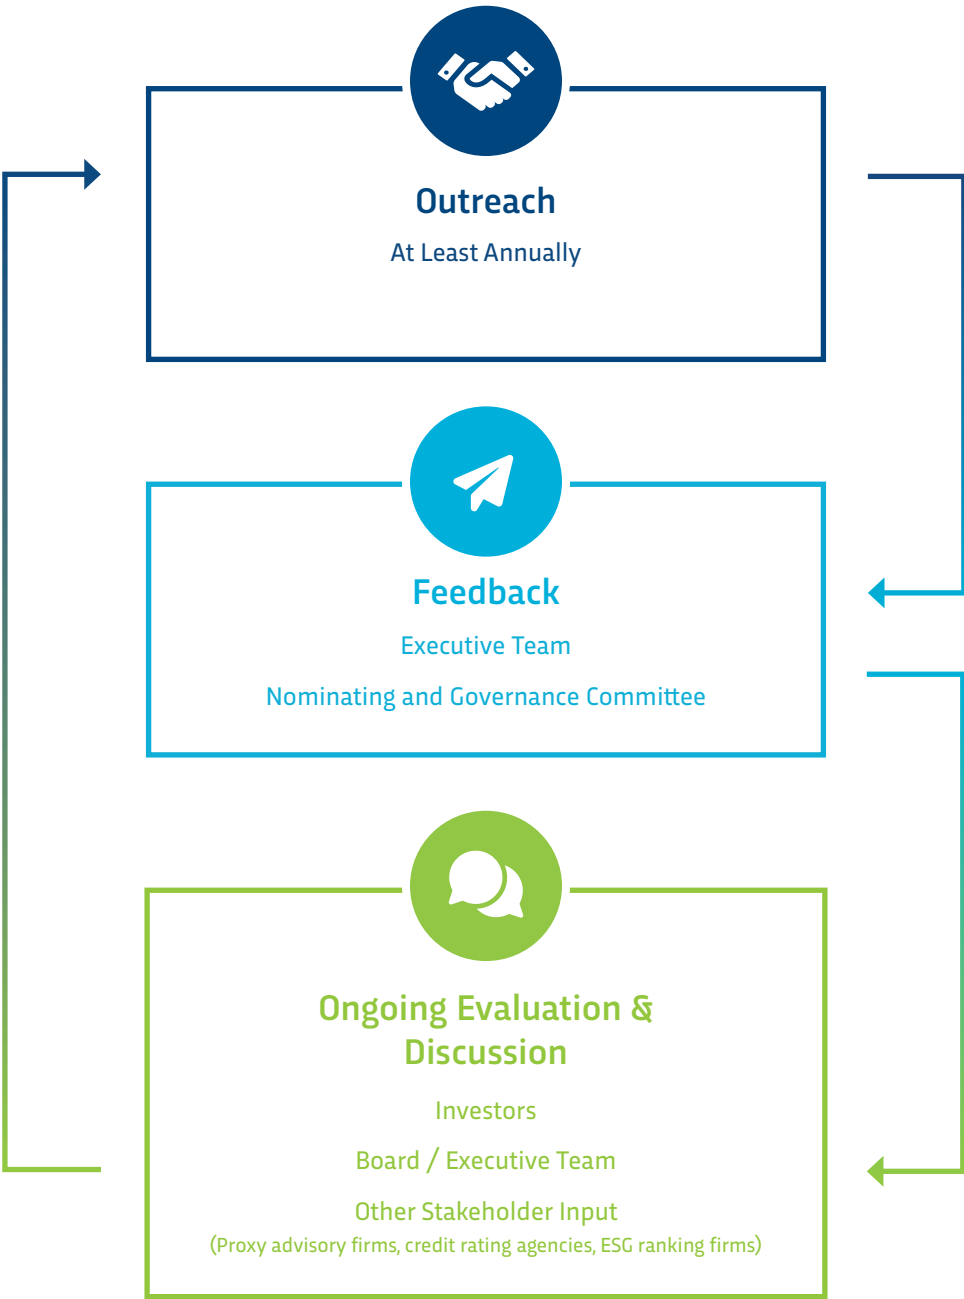 Outreach
At Least Annually
Feedback
Executive Team
Nominating and Governance Committee
Ongoing Evaluation &
Discussion
Investors
Board / Executive Team
Other Stakeholder Input
(Proxy advisory firms, credit rating agencies, ESG ranking firms)